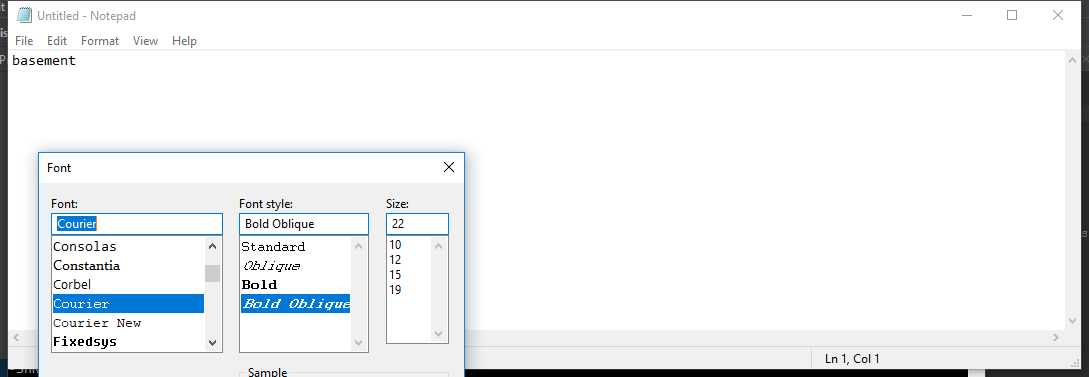 Untitled - Notepad
File Edit Format View Help
basement
Font
Font: Font style: Size:
Courier Bold Oblique 22
Consolas Standard 10
Constantia Oblique 12
Corbel Bold 15
Courier Bold Oblique 19
Courier New
Fixedsys
Sample
Ln 1, Col 1